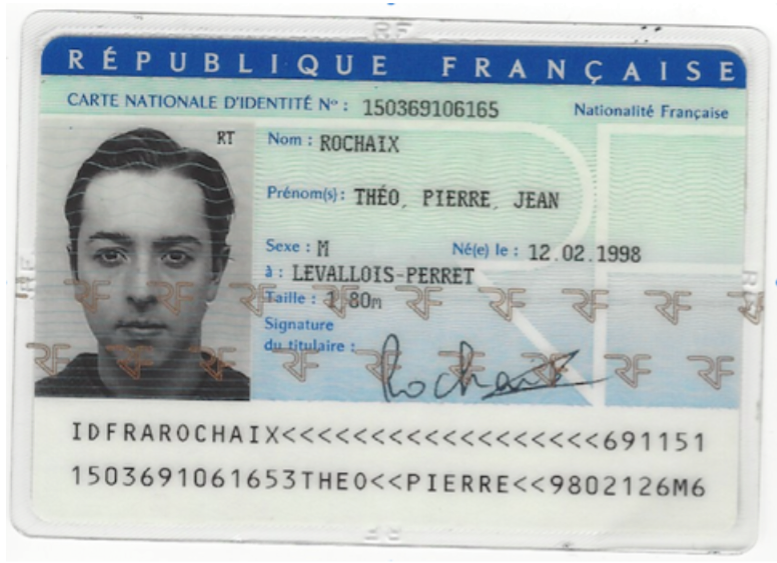 RÉPUBLIQUE FRANÇAISE
CARTE NATIONALE D'IDENTITÉ Nº : 150369106165 Nationalité Française
RT
Nom : ROCHAIX
Prénom(s) : THÉO, PIERRE, JEAN
Sexe : M Né(e) le : 12.02.1998
à : LEVALLOIS-PERRET
Taille : 1,80m
Signature
du titulaire :
Rochaix
IDFRAROCHAIX<<<<<<<<<<<<<<<<<<691151
1503691061653THEO<<PIERRE<<9802126M6